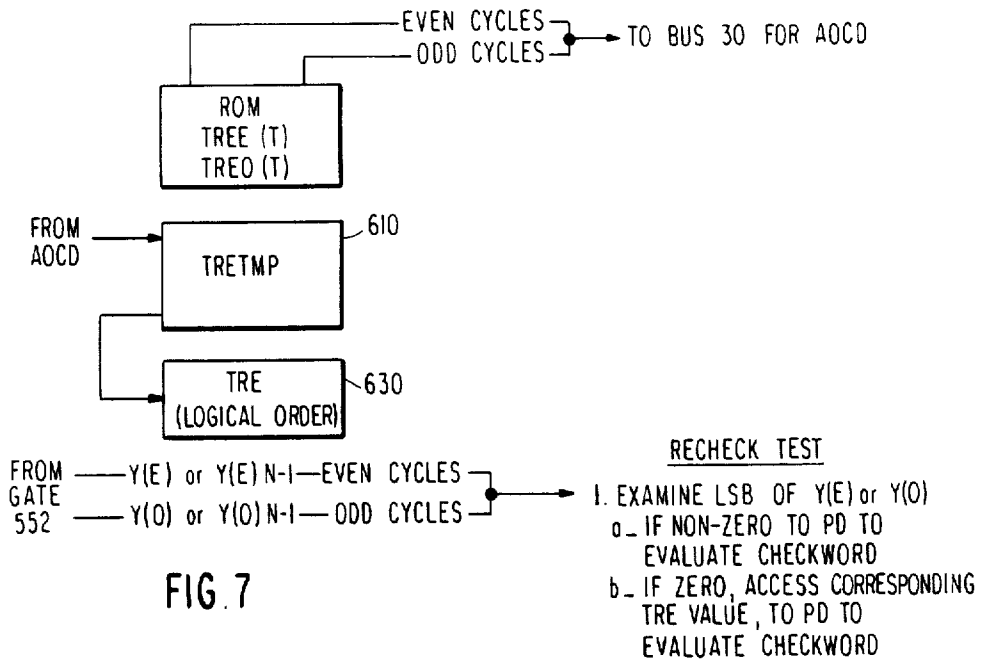 EVEN CYCLES
ODD CYCLES
TO BUS 30 FOR AOCD
ROM
TREE (T)
TREO (T)
FROM
AOCD
610
TRETMP
TRE
(LOGICAL ORDER)
630
FROM
GATE
552
Y(E) or Y(E) N-1 EVEN CYCLES
Y(O) or Y(O) N-1 ODD CYCLES
RECHECK TEST
1. EXAMINE LSB OF Y(E) or Y(O)
a_ IF NON-ZERO TO PD TO
EVALUATE CHECKWORD
b_ IF ZERO, ACCESS CORRESPONDING
TRE VALUE, TO PD TO
EVALUATE CHECKWORD
FIG. 7